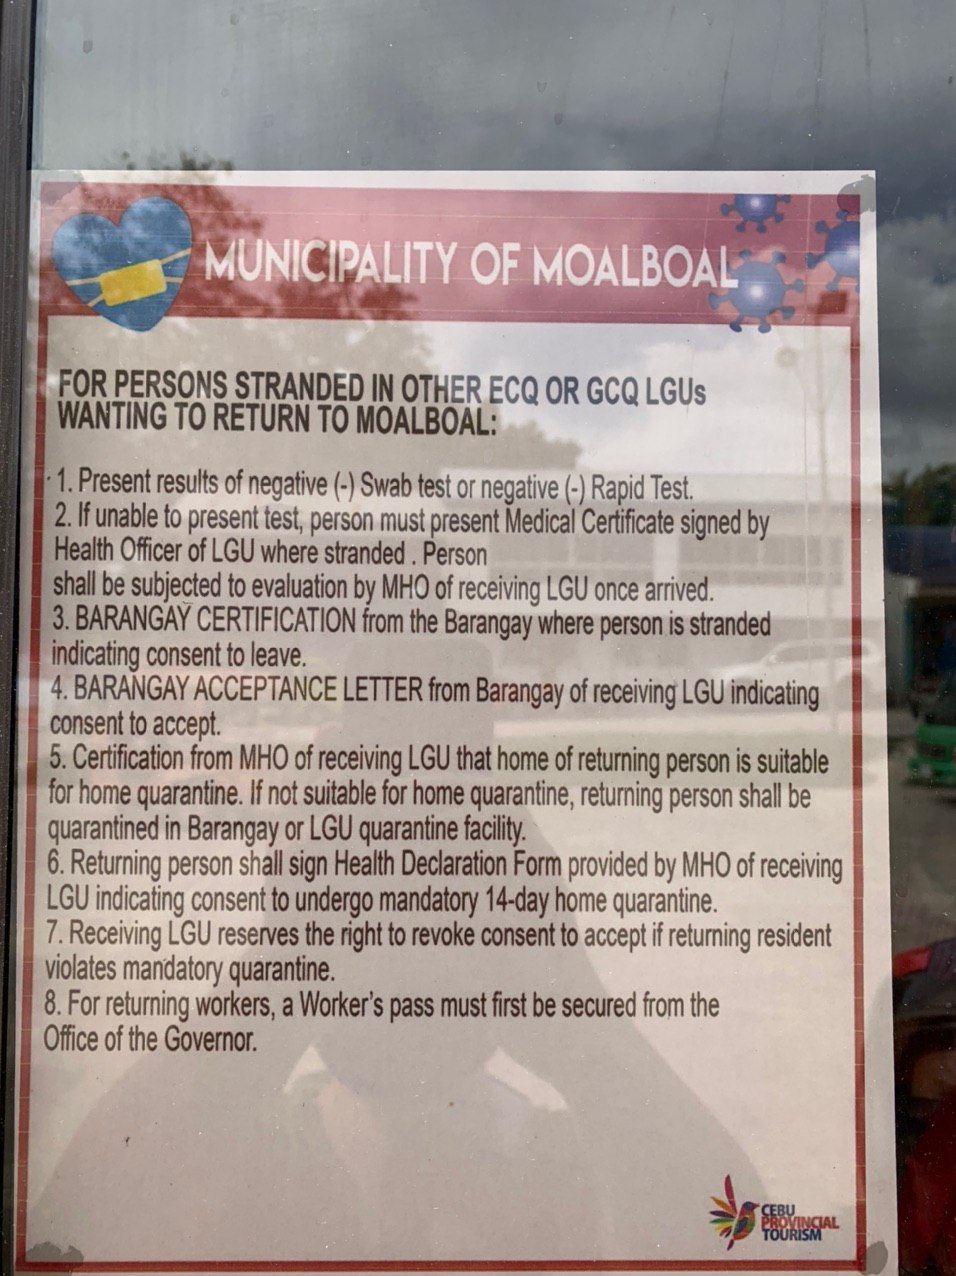 MUNICIPALITY OF MOALBOAL
FOR PERSONS STRANDED IN OTHER ECQ OR GCQ LGUs
WANTING TO RETURN TO MOALBOAL:
1. Present results of negative (-) Swab test or negative (-) Rapid Test.
2. If unable to present test, person must present Medical Certificate signed by
Health Officer of LGU where stranded . Person
shall be subjected to evaluation by MHO of receiving LGU once arrived.
3. BARANGAY CERTIFICATION from the Barangay where person is stranded
indicating consent to leave.
4. BARANGAY ACCEPTANCE LETTER from Barangay of receiving LGU indicating
consent to accept.
5. Certification from MHO of receiving LGU that home of returning person is suitable
for home quarantine. If not suitable for home quarantine, returning person shall be
quarantined in Barangay or LGU quarantine facility.
6. Returning person shall sign Health Declaration Form provided by MHO of receiving
LGU indicating consent to undergo mandatory 14-day home quarantine.
7. Receiving LGU reserves the right to revoke consent to accept if returning resident
violates mandatory quarantine.
8. For returning workers, a Worker's pass must first be secured from the
Office of the Governor.
CEBU
PROVINCIAL
TOURISM